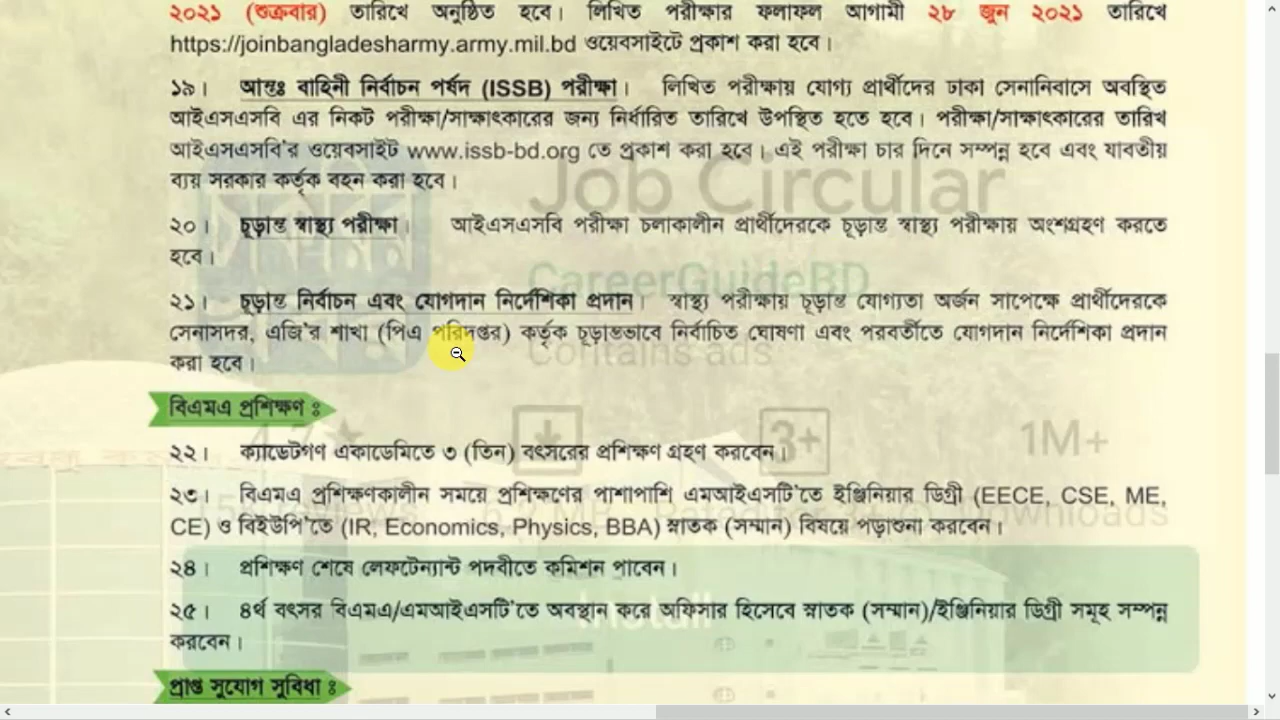 ২০২১ (শুক্রবার) তারিখে অনুষ্ঠিত হবে। লিখিত পরীক্ষার ফলাফল আগামী ২৮ জুন ২০২১ তারিখে
https://joinbangladesharmy.army.mil.bd ওয়েবসাইটে প্রকাশ করা হবে।
১৯। আন্তঃ বাহিনী নির্বাচন পর্ষদ (ISSB) পরীক্ষা। লিখিত পরীক্ষায় যোগ্য প্রার্থীদের ঢাকা সেনানিবাসে অবস্থিত
আইএসএসবি এর নিকট পরীক্ষা/সাক্ষাৎকারের জন্য নির্ধারিত তারিখে উপস্থিত হতে হবে। পরীক্ষা/সাক্ষাৎকারের তারিখ
আইএসএসবি'র ওয়েবসাইট www.issb-bd.org তে প্রকাশ করা হবে। এই পরীক্ষা চার দিনে সম্পন্ন হবে এবং যাবতীয়
ব্যয় সরকার কর্তৃক বহন করা হবে।
Job Circular
২০। চূড়ান্ত স্বাস্থ্য পরীক্ষা। আইএসএসবি পরীক্ষা চলাকালীন প্রার্থীদেরকে চূড়ান্ত স্বাস্থ্য পরীক্ষায় অংশগ্রহণ করতে
হবে।
CareerGuideBD
২১। চূড়ান্ত নির্বাচন এবং যোগদান নির্দেশিকা প্রদান। স্বাস্থ্য পরীক্ষায় চূড়ান্ত যোগ্যতা অর্জন সাপেক্ষে প্রার্থীদেরকে
সেনাসদর, এজি'র শাখা (পিএ পরিদপ্তর) কর্তৃক চূড়ান্তভাবে নির্বাচিত ঘোষণা এবং পরবর্তীতে যোগদান নির্দেশিকা প্রদান
করা হবে।
Contains ads
বিএমএ প্রশিক্ষণ ঃ
3+ 1M+
২২। ক্যাডেটগণ একাডেমিতে ৩ (তিন) বৎসরের প্রশিক্ষণ গ্রহণ করবেন।
২৩। বিএমএ প্রশিক্ষণকালীন সময়ে প্রশিক্ষণের পাশাপাশি এমআইএসটি'তে ইঞ্জিনিয়ার ডিগ্রী (EECE, CSE, ME,
CE) ও বিইউপি'তে (IR, Economics, Physics, BBA) স্নাতক (সম্মান) বিষয়ে পড়াশুনা করবেন।
Downloads
২৪। প্রশিক্ষণ শেষে লেফটেন্যান্ট পদবীতে কমিশন পাবেন।
২৫। ৪র্থ বৎসর বিএমএ/এমআইএসটি'তে অবস্থান করে অফিসার হিসেবে স্নাতক (সম্মান)/ইঞ্জিনিয়ার ডিগ্রী সমূহ সম্পন্ন
করবেন।
Install
প্রাপ্ত সুযোগ সুবিধা ঃ